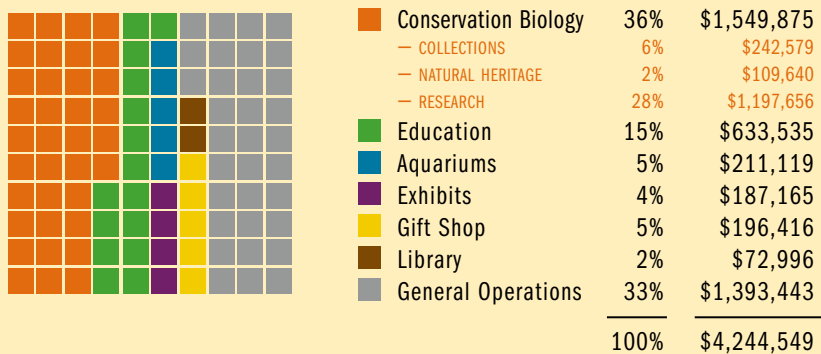 Conservation Biology 36% $1,549,875
– COLLECTIONS 6% $242,579
– NATURAL HERITAGE 2% $109,640
– RESEARCH 28% $1,197,656
Education 15% $633,535
Aquariums 5% $211,119
Exhibits 4% $187,165
Gift Shop 5% $196,416
Library 2% $72,996
General Operations 33% $1,393,443
100% $4,244,549